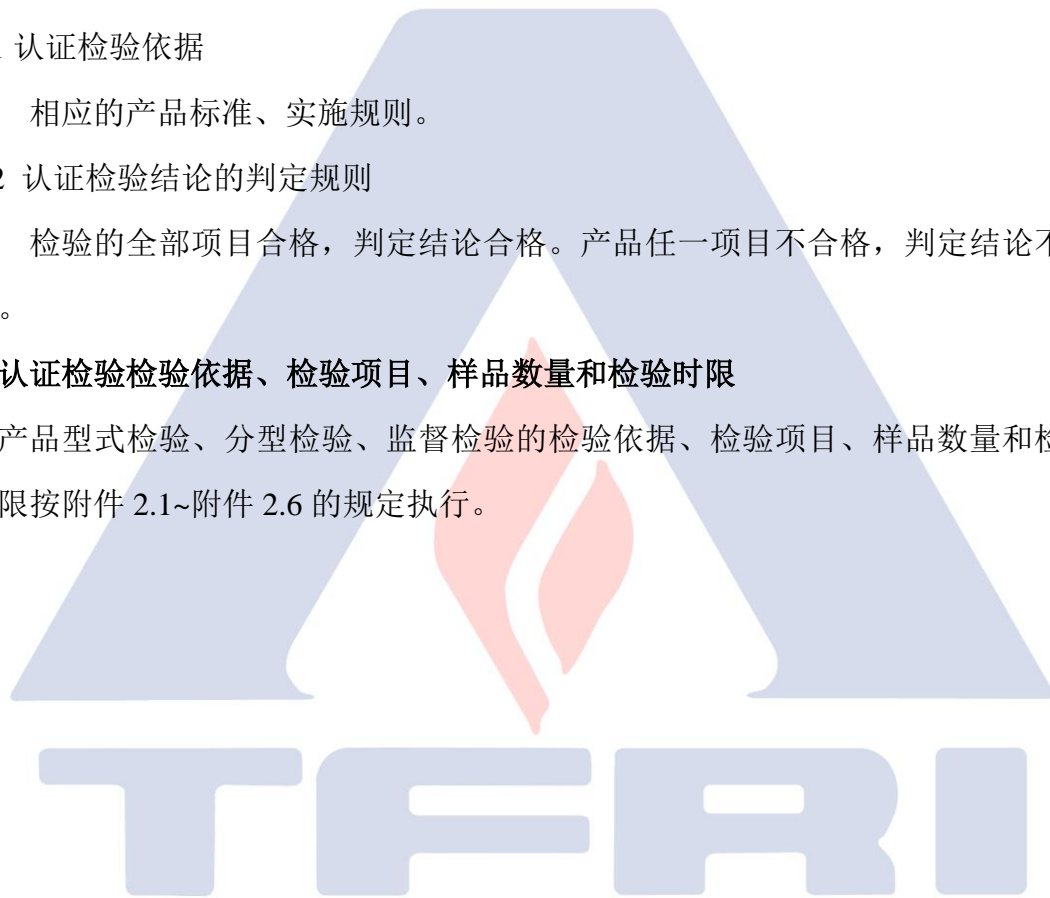 认证检验依据
相应的产品标准、实施规则。
2 认证检验结论的判定规则
检验的全部项目合格，判定结论合格。产品任一项目不合格，判定结论不
。
认证检验检验依据、检验项目、样品数量和检验时限
产品型式检验、分型检验、监督检验的检验依据、检验项目、样品数量和检
限按附件 2.1~附件 2.6 的规定执行。
TFRI